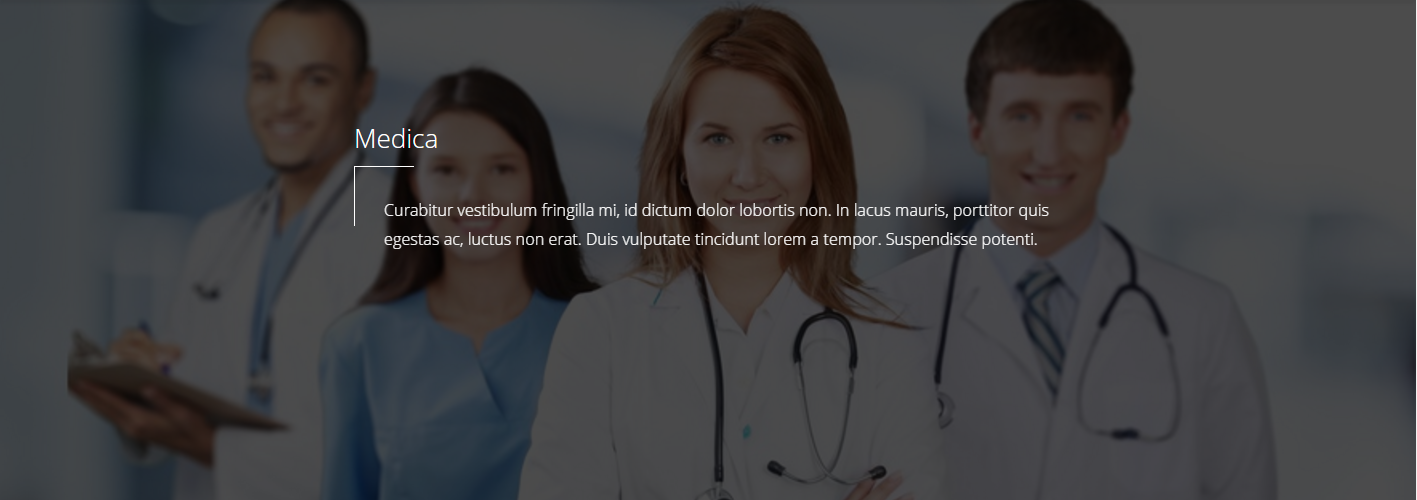 Medica
Curabitur vestibulum fringilla mi, id dictum dolor lobortis non. In lacus mauris, porttitor quis
egestas ac, luctus non erat. Duis vulputate tincidunt lorem a tempor. Suspendisse potenti.